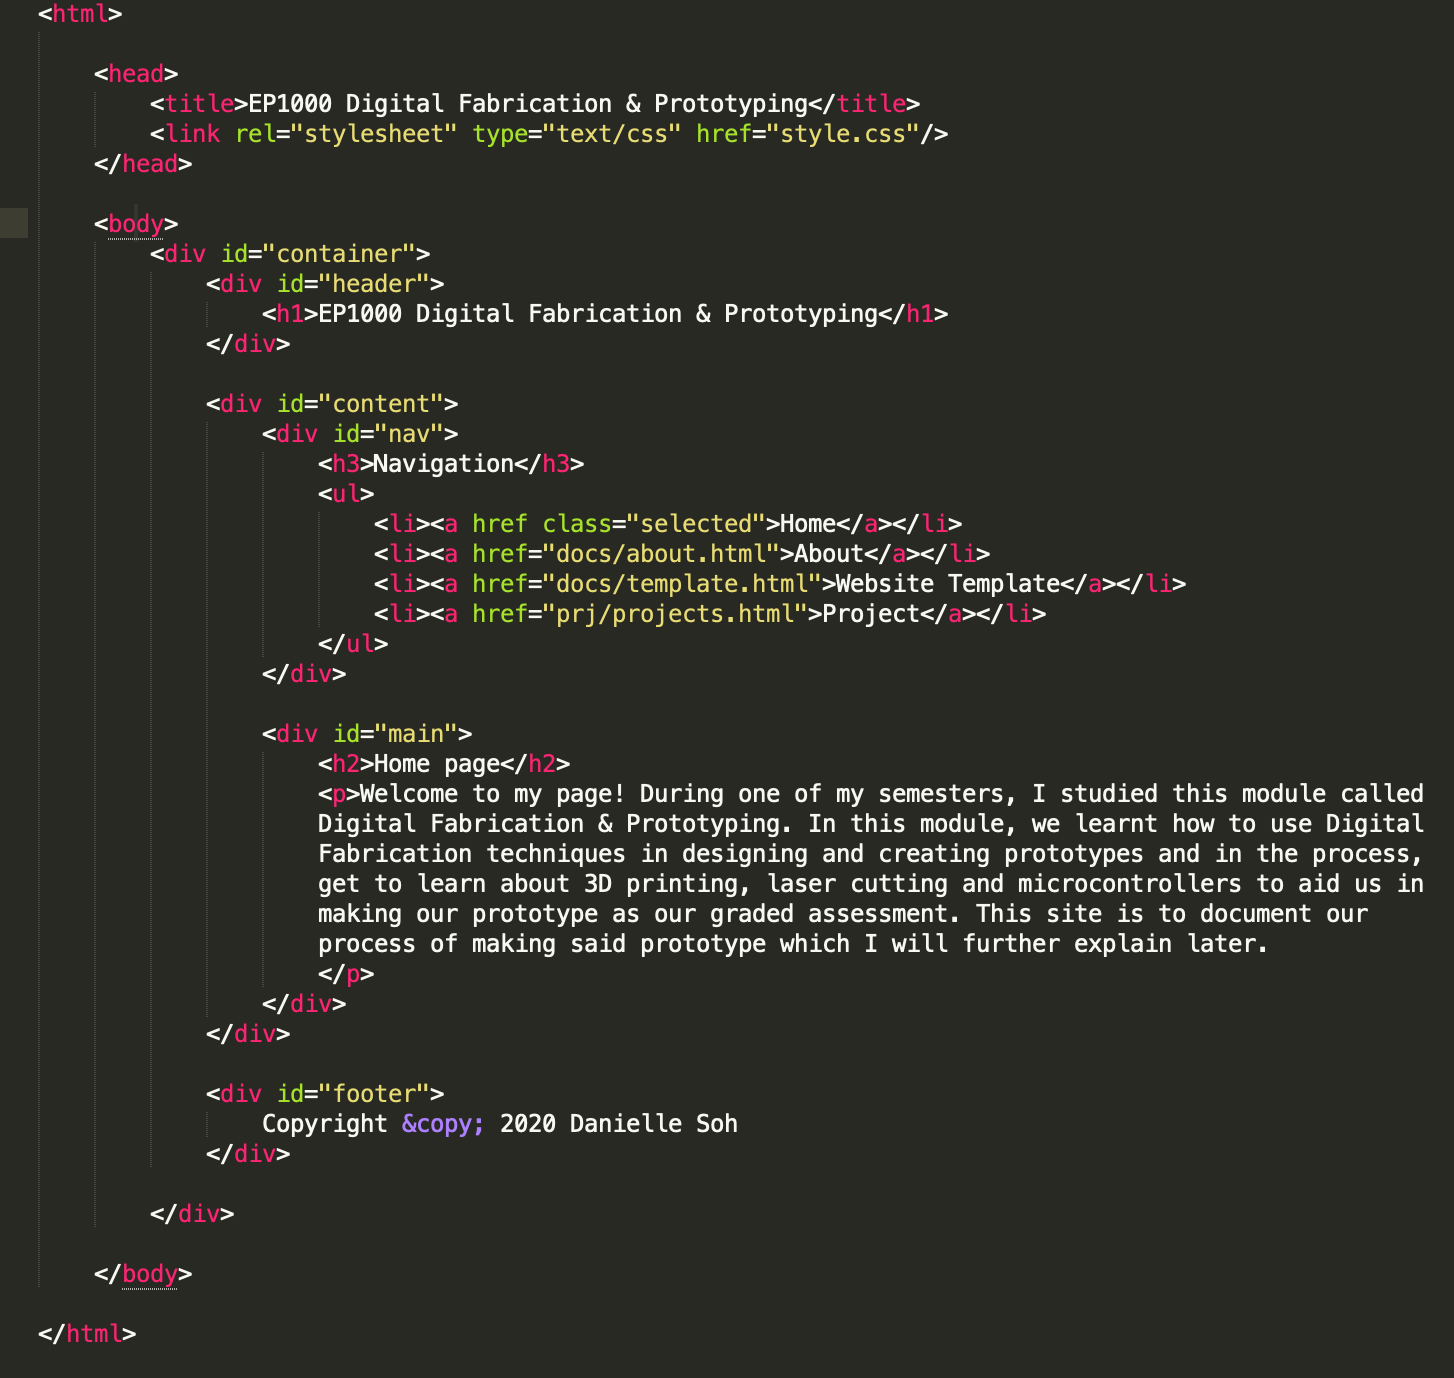 <html>
<head>
<title>EP1000 Digital Fabrication & Prototyping</title>
<link rel="stylesheet" type="text/css" href="style.css"/>
</head>
<body>
<div id="container">
<div id="header">
<h1>EP1000 Digital Fabrication & Prototyping</h1>
</div>
<div id="content">
<div id="nav">
<h3>Navigation</h3>
<ul>
<li><a href class="selected">Home</a></li>
<li><a href="docs/about.html">About</a></li>
<li><a href="docs/template.html">Website Template</a></li>
<li><a href="prj/projects.html">Project</a></li>
</ul>
</div>
<div id="main">
<h2>Home page</h2>
<p>Welcome to my page! During one of my semesters, I studied this module called
Digital Fabrication & Prototyping. In this module, we learnt how to use Digital
Fabrication techniques in designing and creating prototypes and in the process,
get to learn about 3D printing, laser cutting and microcontrollers to aid us in
making our prototype as our graded assessment. This site is to document our
process of making said prototype which I will further explain later.
</p>
</div>
</div>
<div id="footer">
Copyright &copy; 2020 Danielle Soh
</div>
</div>
</body>
</html>